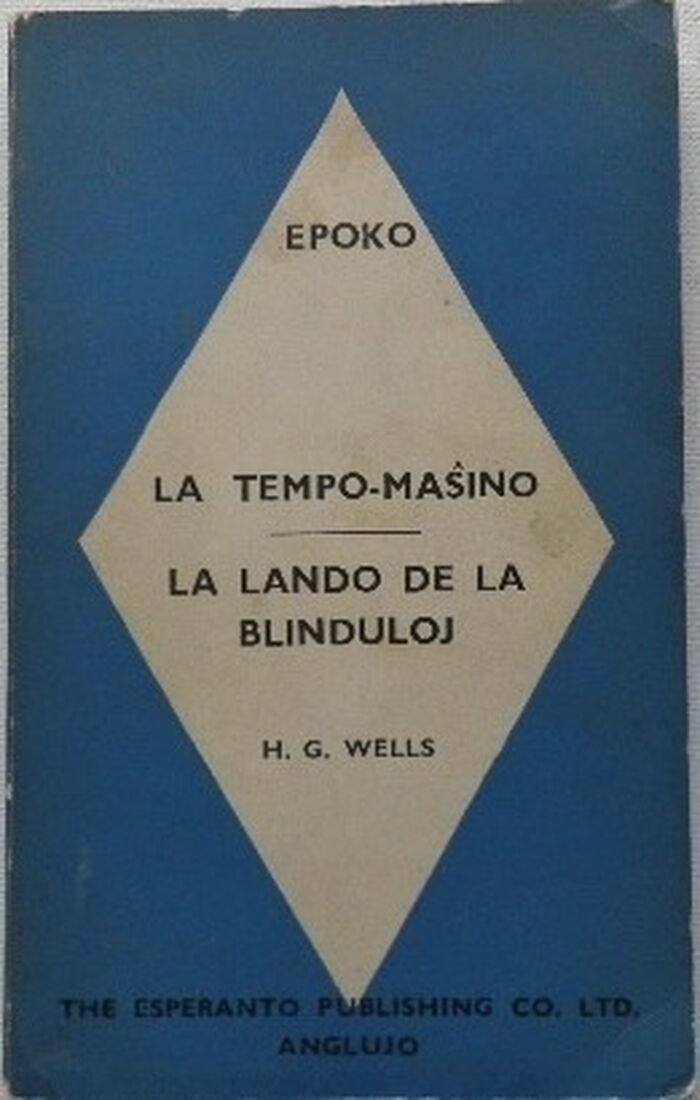 EPOKO
LA TEMPO-MAŜINO
LA LANDO DE LA
BLINDULOJ
H. G. WELLS
THE ESPERANTO PUBLISHING CO. LTD.
ANGLUJO